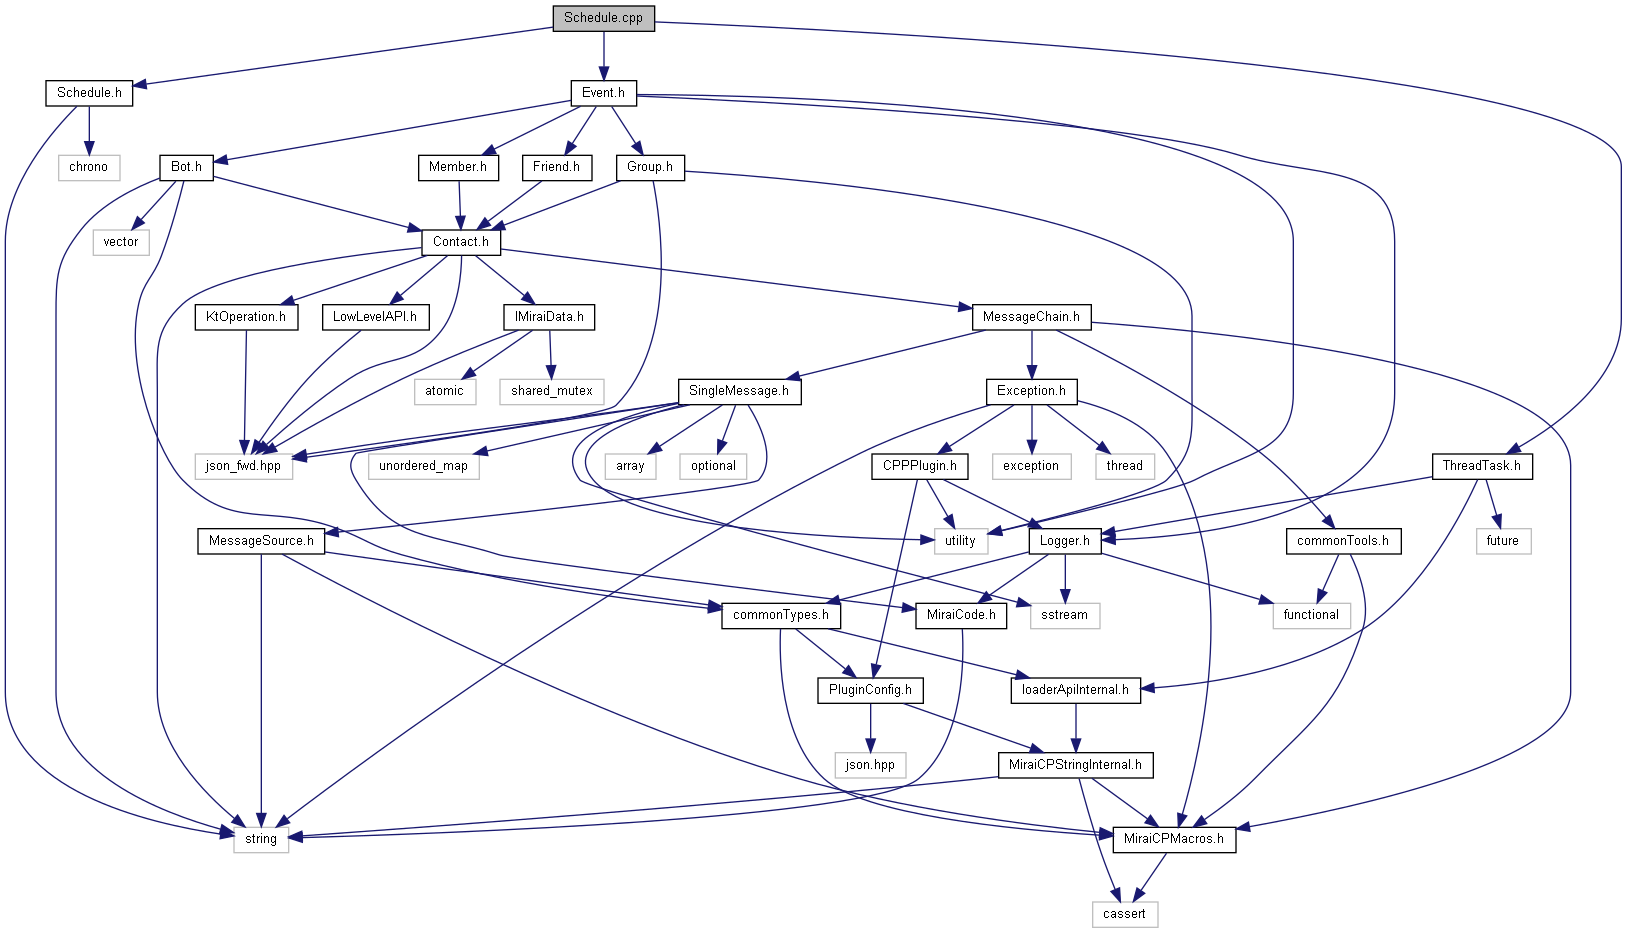 Schedule.cpp
Schedule.h
Event.h
chrono
Bot.h
Member.h
Friend.h
Group.h
vector
Contact.h
KtOperation.h
LowLevelAPI.h
IMiraiData.h
MessageChain.h
atomic
shared_mutex
SingleMessage.h
Exception.h
json_fwd.hpp
unordered_map
array
optional
CPPPlugin.h
exception
thread
ThreadTask.h
MessageSource.h
utility
Logger.h
commonTools.h
future
commonTypes.h
MiraiCode.h
sstream
functional
PluginConfig.h
loaderApiInternal.h
json.hpp
MiraiCPStringInternal.h
string
MiraiCPMacros.h
cassert